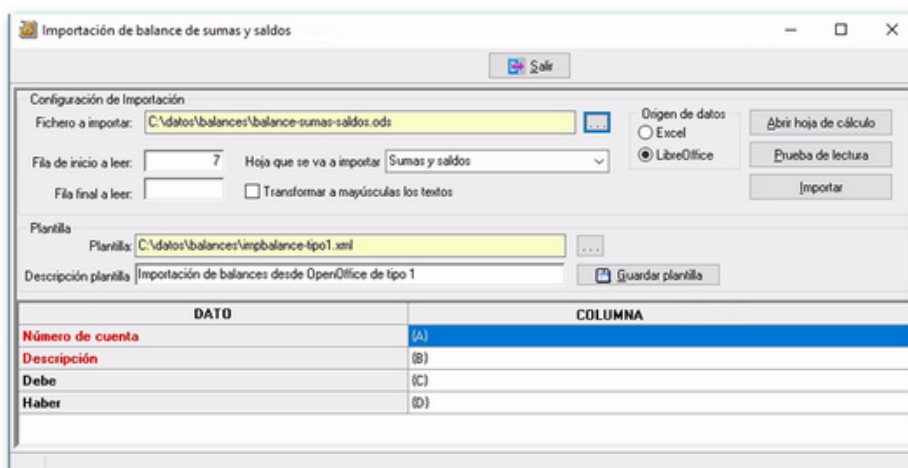 Importación de balance de sumas y saldos
Salir
Configuración de Importación
Fichero a importar: C:\datos\balances\balance-sumas-saldos.ods ...
Origen de datos
Excel
LibreOffice
Abrir hoja de cálculo
Fila de inicio a leer: 7 Hoja que se va a importar Sumas y saldos
Prueba de lectura
Fila final a leer: Transformar a mayúsculas los textos
Importar
Plantilla
Plantilla: C:\datos\balances\impbalance-tipo1.xml ...
Descripción plantilla Importación de balances desde OpenOffice de tipo 1 Guardar plantilla
DATO COLUMNA
Número de cuenta (A)
Descripción (B)
Debe (C)
Haber (D)